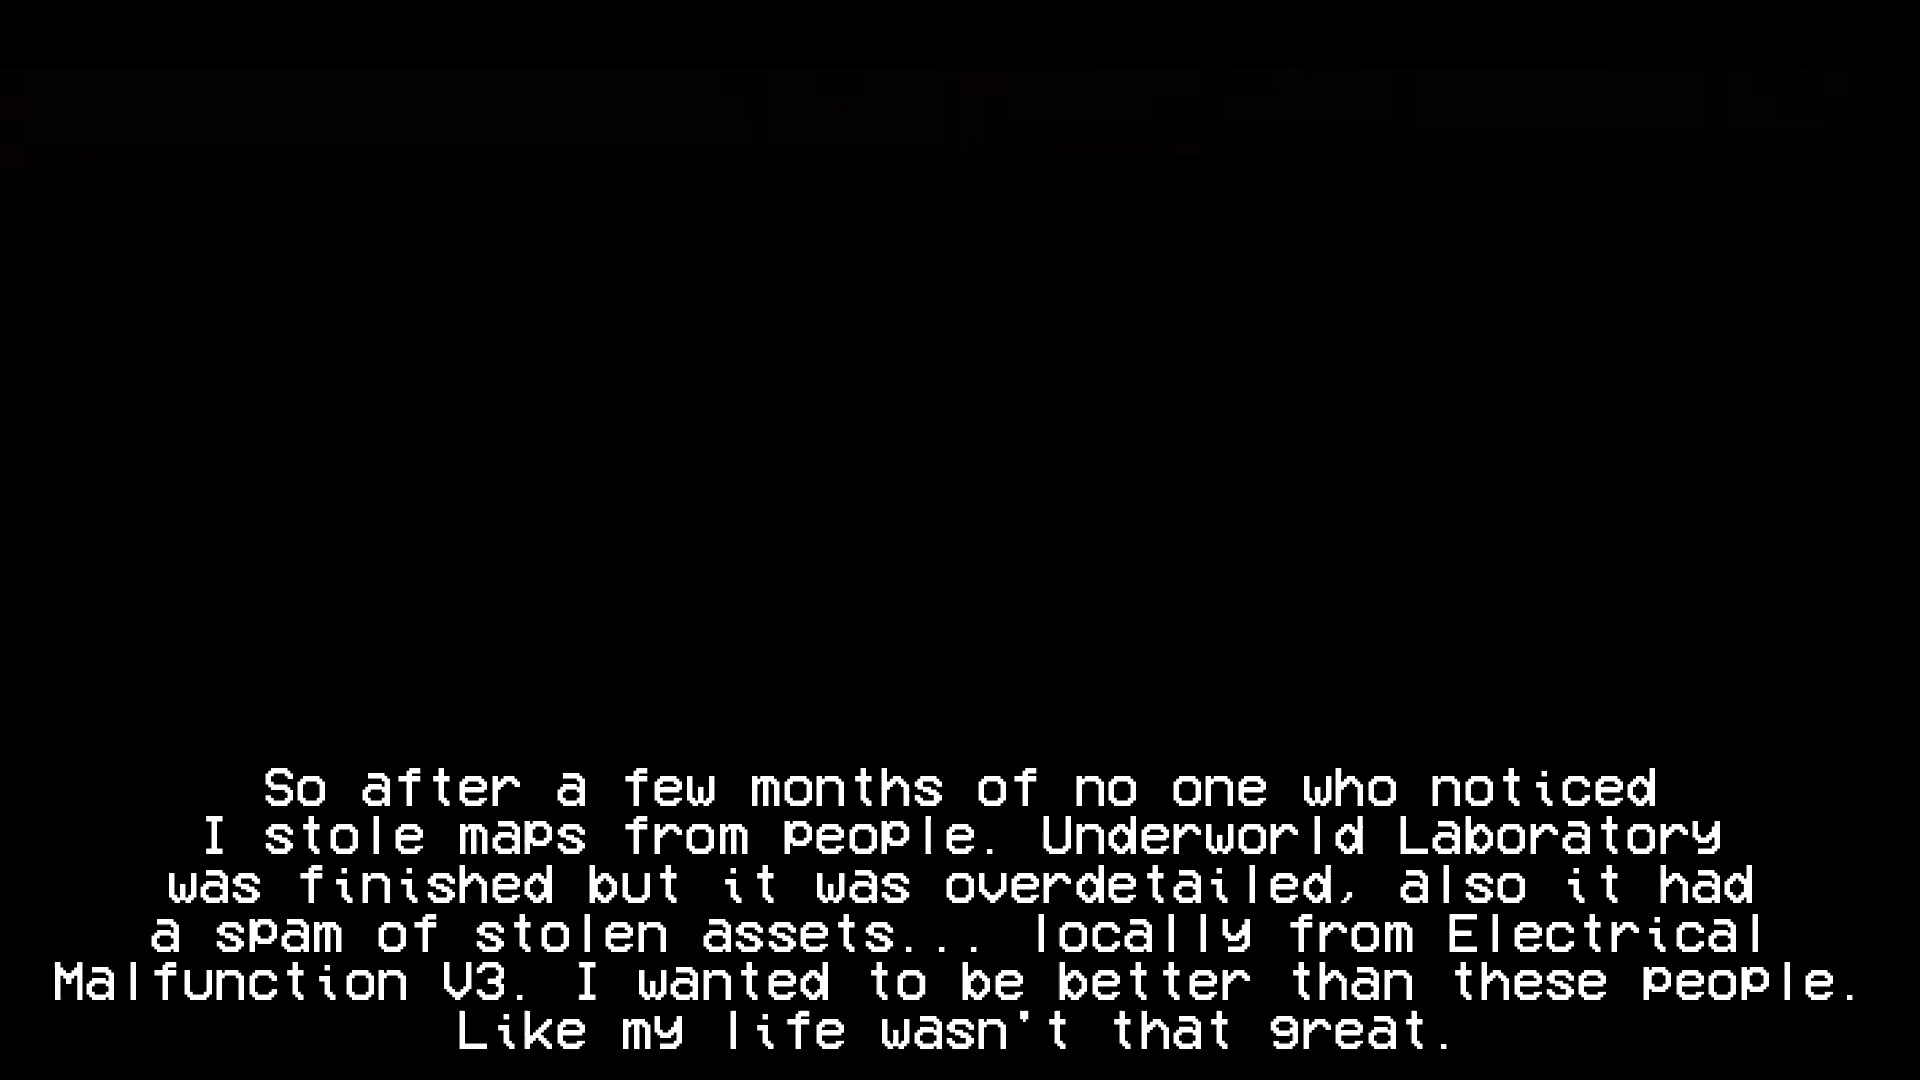 So after a few months of no one who noticed
I stole maps from people. Underworld Laboratory
was finished but it was overdetailed, also it had
a spam of stolen assets... locally from Electrical
Malfunction V3. I wanted to be better than these people.
Like my life wasn't that great.